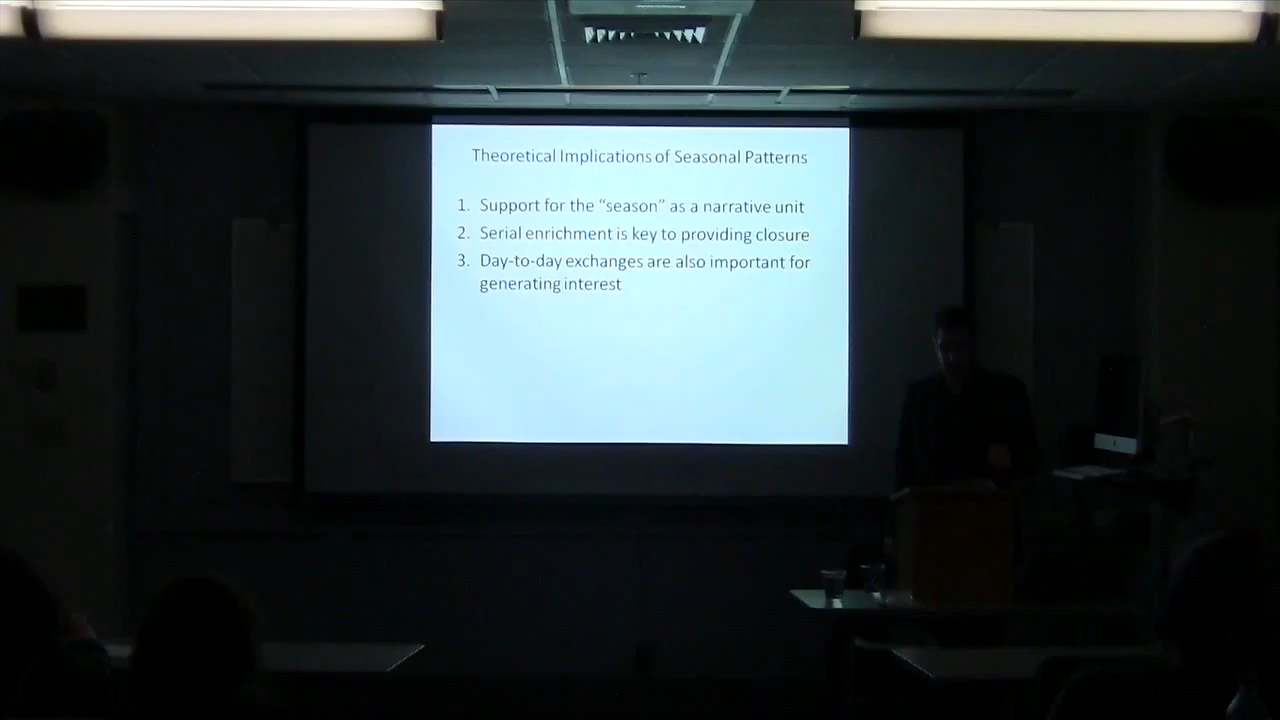 Theoretical Implications of Seasonal Patterns
1. Support for the “season” as a narrative unit
2. Serial enrichment is key to providing closure
3. Day-to-day exchanges are also important for
generating interest